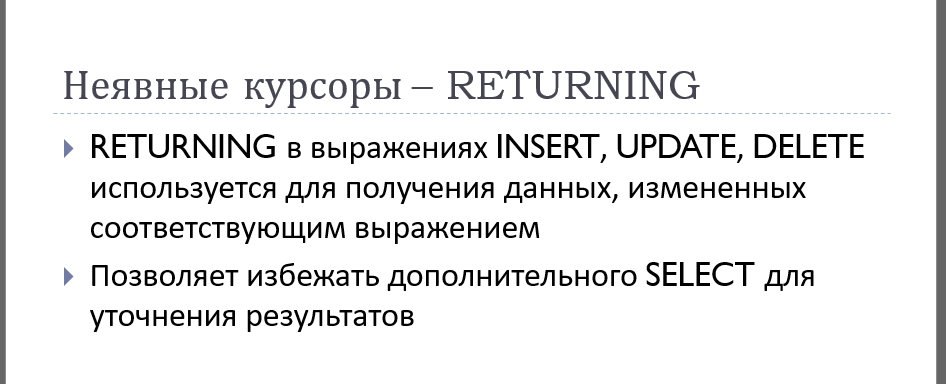 Неявные курсоры – RETURNING
RETURNING в выражениях INSERT, UPDATE, DELETE
используется для получения данных, измененных
соответствующим выражением
Позволяет избежать дополнительного SELECT для
уточнения результатов